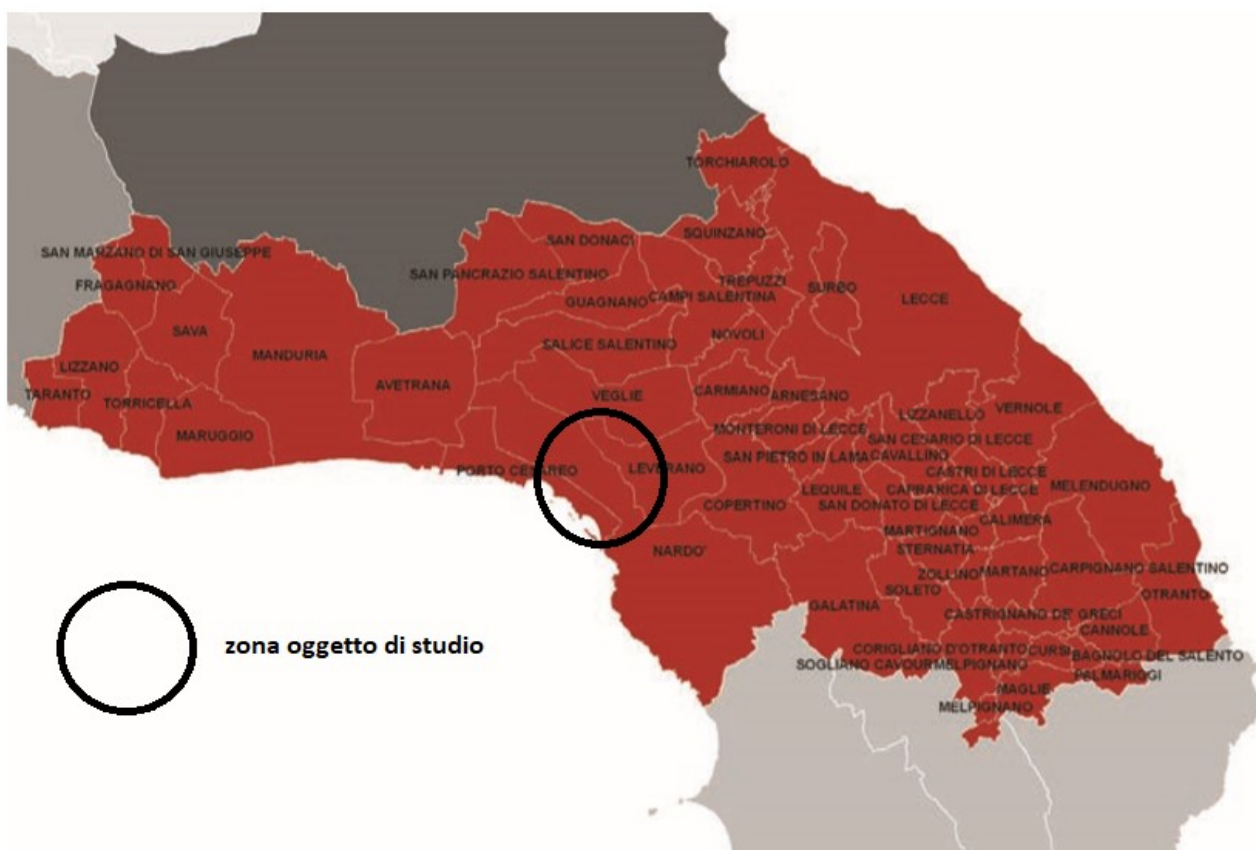 TORCHIAROLO
SQUINZANO
SAN DONACI
SAN MARZANO DI SAN GIUSEPPE
SAN PANCRAZIO SALENTINO
TREPUZZI
FRAGAGNANO
SURBO
GUAGNANO
CAMPI SALENTINA
LECCE
SAVA
NOVOLI
SALICE SALENTINO
MANDURIA
LIZZANO
AVETRANA
CARMIANO
ARNESANO
TARANTO
VEGLIE
TORRICELLA
LIZZANELLO
VERNOLE
MONTERONI DI LECCE
MARUGGIO
SAN CESARIO DI LECCE
SAN PIETRO IN LAMA
CAVALLINO
PORTO CESAREO
LEVERANO
CASTRI DI LECCE
MELENDUGNO
LEQUILE
CAPRARICA DI LECCE
COPERTINO
SAN DONATO DI LECCE
CALIMERA
MARTIGNANO
NARDO'
STERNATIA
CARPIGNANO SALENTINO
ZOLLINO
MARTANO
SOLETO
OTRANTO
GALATINA
CASTRIGNANO DE' GRECI
CANNOLE
zona oggetto di studio
CORIGLIANO D'OTRANTO
CURSI
BAGNOLO DEL SALENTO
SOGLIANO CAVOUR
MELPIGNANO
PALMARIGGI
MAGLIE
MELPIGNANO